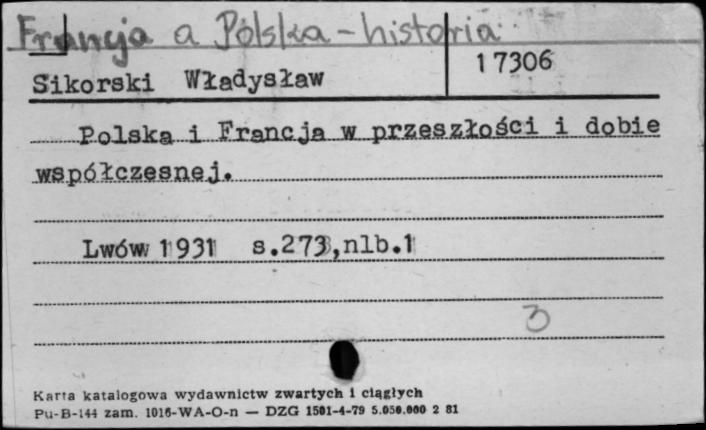 Francja a Polska - historia
Sikorski Władysław 17306
Polska i Francja w przeszłości i dobie
współczesnej.
Lwów 1931 s.273,nlb.1
3
Karta katalogowa wydawnictw zwartych i ciągłych
Pu-B-144 zam. 1016-WA-O-n — DZG 1501-4-79 5.050.000 2 81